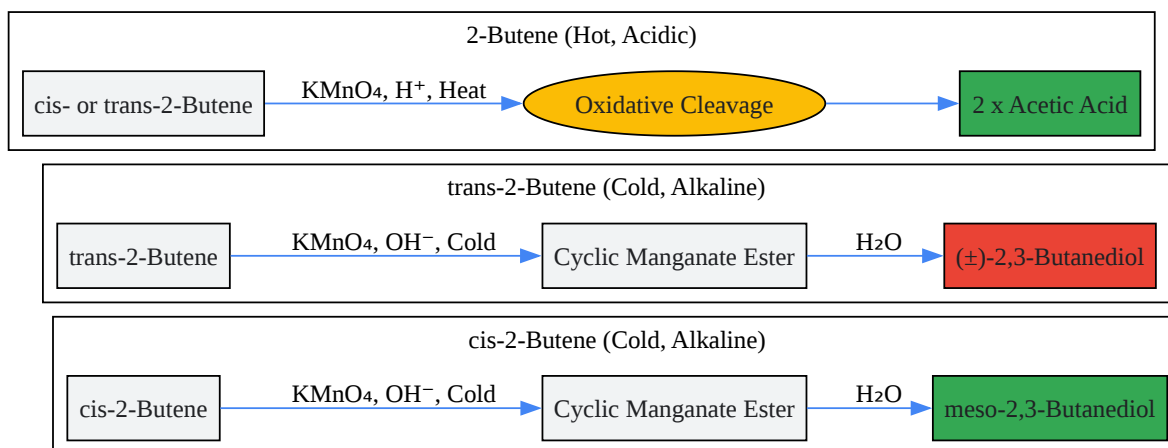 2-Butene (Hot, Acidic)
cis- or trans-2-Butene
KMnO₄, H⁺, Heat
Oxidative Cleavage
2 x Acetic Acid
trans-2-Butene (Cold, Alkaline)
trans-2-Butene
KMnO₄, OH⁻, Cold
Cyclic Manganate Ester
H₂O
(±)-2,3-Butanediol
cis-2-Butene (Cold, Alkaline)
cis-2-Butene
KMnO₄, OH⁻, Cold
Cyclic Manganate Ester
H₂O
meso-2,3-Butanediol